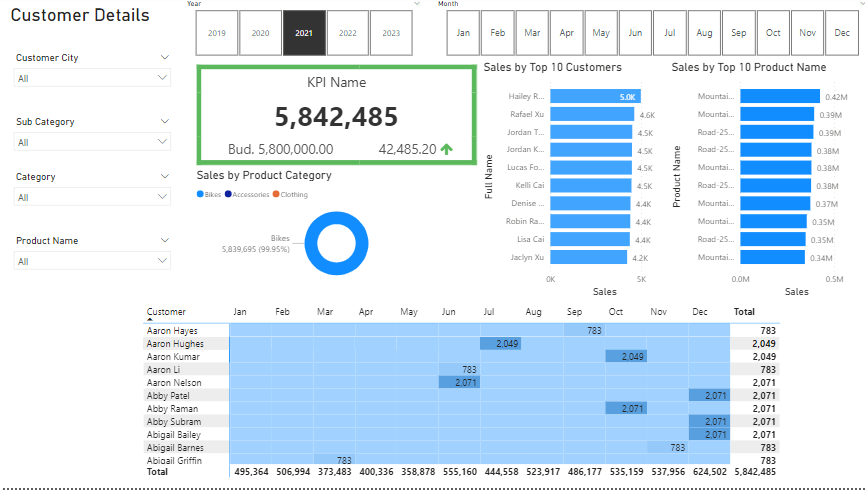 Customer Details
Year
2019 2020 2021 2022 2023
Month
Jan Feb Mar Apr May Jun Jul Aug Sep Oct Nov Dec
Customer City
All
Sub Category
All
Category
All
Product Name
All
KPI Name
5,842,485
Bud. 5,800,000.00 42,485.20
Sales by Product Category
Bikes Accessories Clothing
Bikes
5,839,695 (99.95%)
Sales by Top 10 Customers
Full Name
Hailey R... 5.0K
Rafael Xu 4.6K
Jordan T... 4.5K
Jordan K... 4.5K
Lucas Fo... 4.5K
Kelli Cai 4.5K
Denise ... 4.4K
Robin Ra... 4.4K
Lisa Cai 4.4K
Jaclyn Xu 4.2K
0K 5K
Sales
Sales by Top 10 Product Name
Product Name
Mountai... 0.42M
Mountai... 0.39M
Road-25... 0.39M
Road-25... 0.38M
Mountai... 0.38M
Road-25... 0.38M
Mountai... 0.37M
Mountai... 0.35M
Road-25... 0.35M
Mountai... 0.34M
0.0M 0.5M
Sales
Customer Jan Feb Mar Apr May Jun Jul Aug Sep Oct Nov Dec Total
Aaron Hayes 783 783
Aaron Hughes 2,049 2,049
Aaron Kumar 2,049 2,049
Aaron Li 783 783
Aaron Nelson 2,071 2,071
Abby Patel 2,071 2,071
Abby Raman 2,071 2,071
Abby Subram 2,071 2,071
Abigail Bailey 2,071 2,071
Abigail Barnes 783 783
Abigail Griffin 783 783
Total 495,364 506,994 373,483 400,336 358,878 555,160 444,558 523,917 486,177 535,159 537,956 624,502 5,842,485